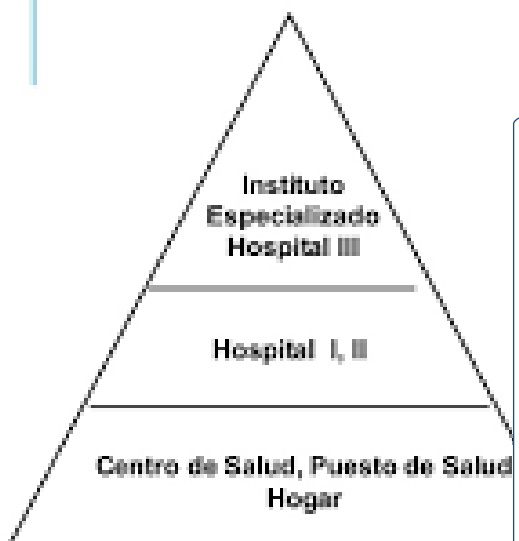 Instituto
Especializado
Hospital III
Hospital I, II
Centro de Salud, Puesto de Salud
Hogar